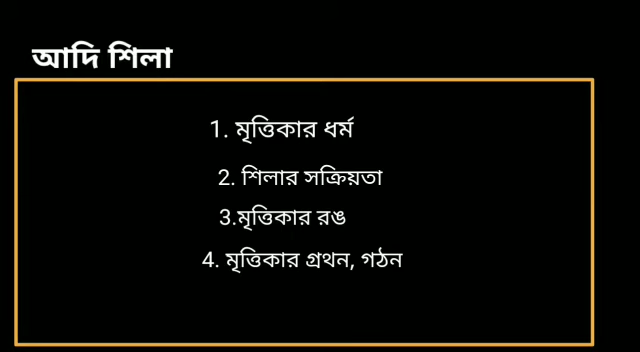 আদি শিলা
1. মৃত্তিকার ধর্ম
2. শিলার সক্রিয়তা
3.মৃত্তিকার রঙ
4. মৃত্তিকার গ্রথন, গঠন